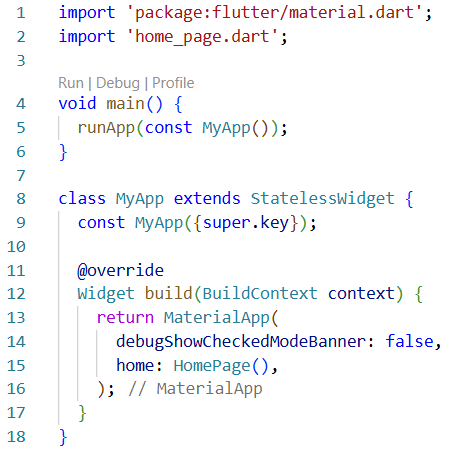 1 import 'package:flutter/material.dart';
2 import 'home_page.dart';
3
Run | Debug | Profile
4 void main() {
5   runApp(const MyApp());
6 }
7
8 class MyApp extends StatelessWidget {
9   const MyApp({super.key});
10
11   @override
12   Widget build(BuildContext context) {
13     return MaterialApp(
14       debugShowCheckedModeBanner: false,
15       home: HomePage(),
16     ); // MaterialApp
17   }
18 }